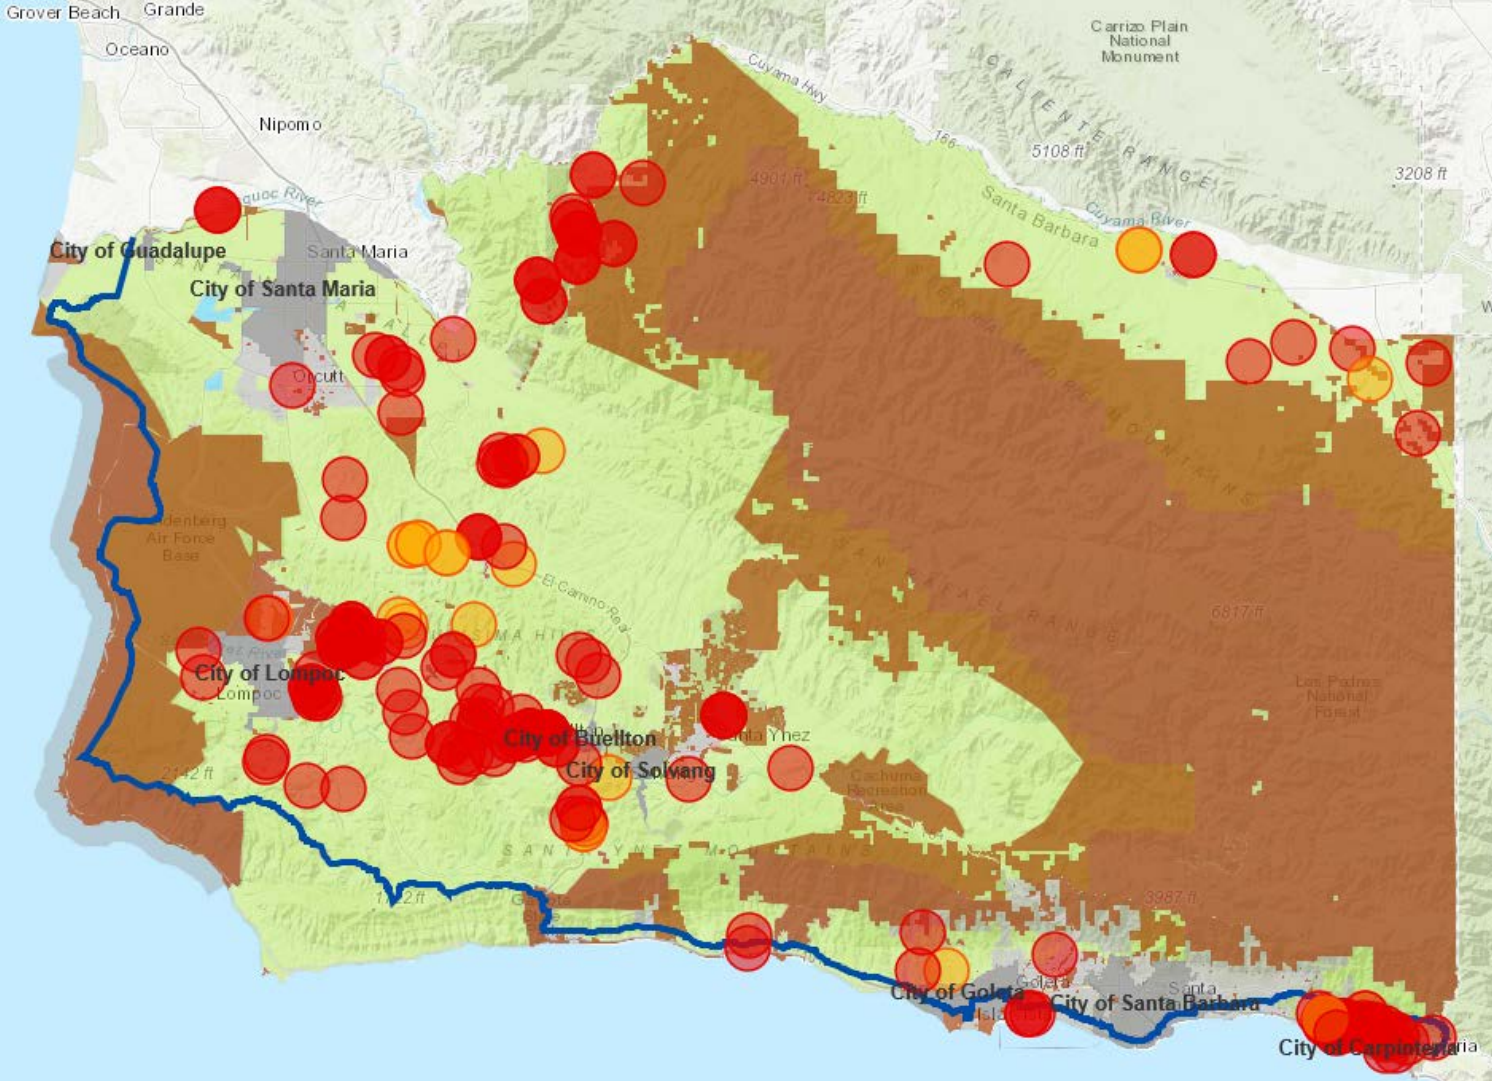 Grover Beach
Grande
Oceano
Carrizo Plain
National
Monument
Cuyama Hwy
CALIENTE RANGE
Nipomo
166
5108 ft
3208 ft
4901 ft
4823 ft
River
Santa Barbara
Cuyama River
City of Guadalupe
Santa Maria
City of Santa Maria
Orcutt
Air Force
Base
El Camino Real
SAN RAFAEL RANGE
6817 ft
City of Lompoc
Lompoc
Los Padres
National
Forest
City of Buellton
Ynez
City of Solvang
2142 ft
Cachuma
Recreation
Area
SANTA YNEZ MOUNTAINS
3987 ft
City of Goleta
Goleta
Santa
City of Santa Barbara
City of Carpinteria